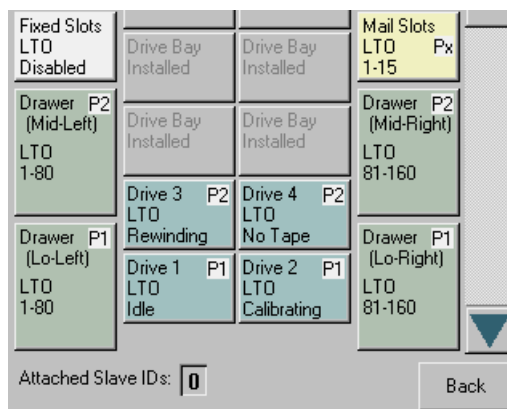 Fixed Slots
LTO
Disabled
Drive Bay
Installed
Drive Bay
Installed
Mail Slots
LTO Px
1-15
Drawer P2
(Mid-Left)
LTO
1-80
Drive Bay
Installed
Drive Bay
Installed
Drawer P2
(Mid-Right)
LTO
81-160
Drive 3 P2
LTO
Rewinding
Drive 4 P2
LTO
No Tape
Drawer P1
(Lo-Left)
LTO
1-80
Drive 1 P1
LTO
Idle
Drive 2 P1
LTO
Calibrating
Drawer P1
(Lo-Right)
LTO
81-160
Attached Slave IDs: 0
Back